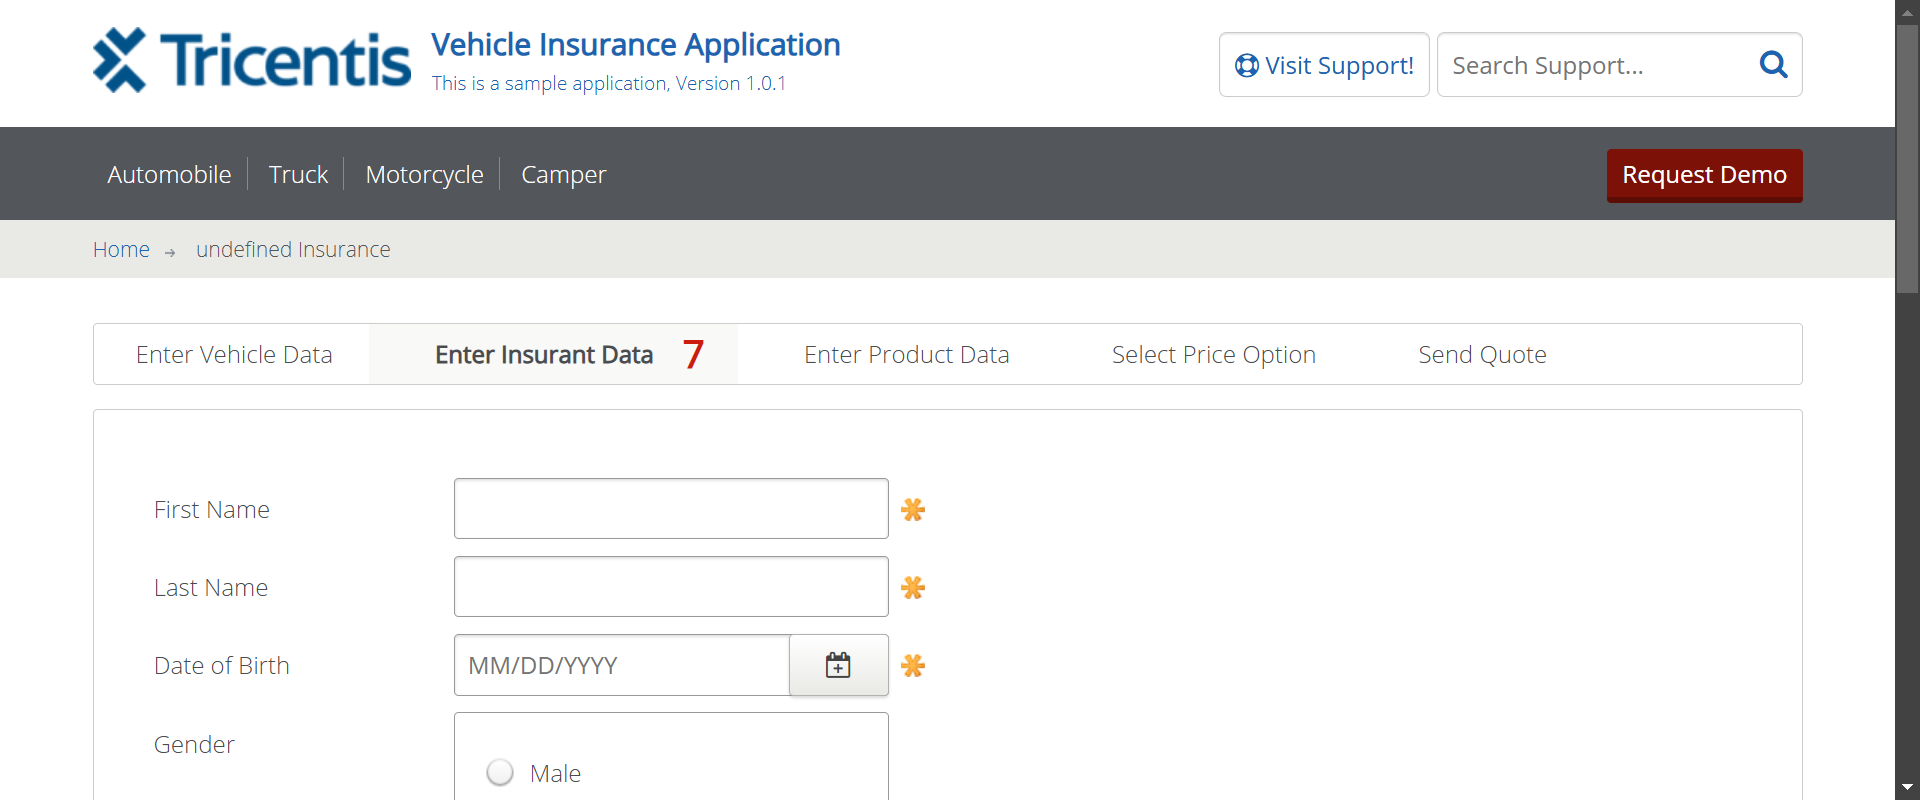 Tricentis
Vehicle Insurance Application
This is a sample application, Version 1.0.1
Visit Support!
Search Support...
Automobile
Truck
Motorcycle
Camper
Request Demo
Home
undefined Insurance
Enter Vehicle Data
Enter Insurant Data 7
Enter Product Data
Select Price Option
Send Quote
First Name
Last Name
Date of Birth
MM/DD/YYYY
Gender
Male